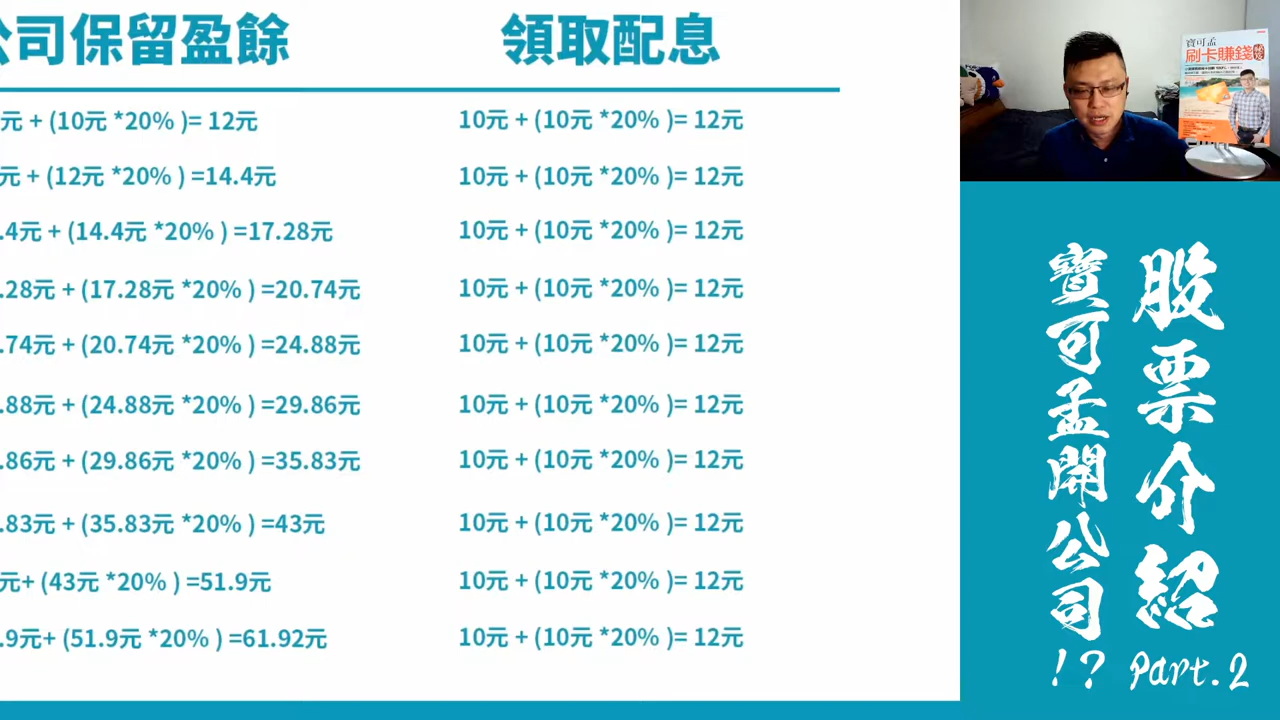 公司保留盈餘
領取配息
元 + (10元 *20% )= 12元
10元 + (10元 *20% )= 12元
元 + (12元 *20% ) =14.4元
10元 + (10元 *20% )= 12元
.4元 + (14.4元 *20% ) =17.28元
10元 + (10元 *20% )= 12元
.28元 + (17.28元 *20% ) =20.74元
10元 + (10元 *20% )= 12元
.74元 + (20.74元 *20% ) =24.88元
10元 + (10元 *20% )= 12元
.88元 + (24.88元 *20% ) =29.86元
10元 + (10元 *20% )= 12元
.86元 + (29.86元 *20% ) =35.83元
10元 + (10元 *20% )= 12元
.83元 + (35.83元 *20% ) =43元
10元 + (10元 *20% )= 12元
元+ (43元 *20% ) =51.9元
10元 + (10元 *20% )= 12元
.9元+ (51.9元 *20% ) =61.92元
10元 + (10元 *20% )= 12元
寶可孟
刷卡賺錢
股票介紹 Part.2
寶可孟開公司!?